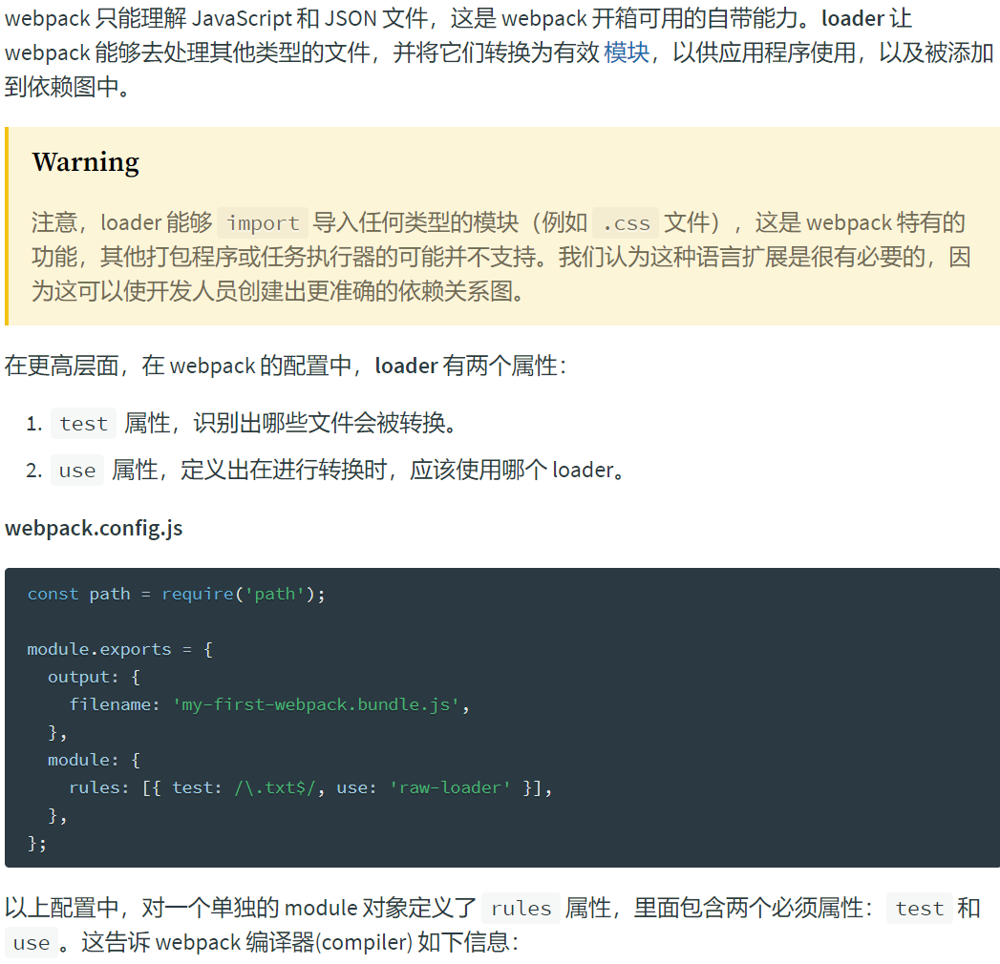 webpack 只能理解 JavaScript 和 JSON 文件，这是 webpack 开箱可用的自带能力。loader 让
webpack 能够去处理其他类型的文件，并将它们转换为有效 模块，以供应用程序使用，以及被添加
到依赖图中。
Warning
注意，loader 能够 import 导入任何类型的模块（例如 .css 文件），这是 webpack 特有的
功能，其他打包程序或任务执行器的可能并不支持。我们认为这种语言扩展是很有必要的，因
为这可以使开发人员创建出更准确的依赖关系图。
在更高层面，在 webpack 的配置中，loader 有两个属性：
1. test 属性，识别出哪些文件会被转换。
2. use 属性，定义出在进行转换时，应该使用哪个 loader。
webpack.config.js
const path = require('path');
module.exports = {
  output: {
    filename: 'my-first-webpack.bundle.js',
  },
  module: {
    rules: [{ test: /\.txt$/, use: 'raw-loader' }],
  },
};
以上配置中，对一个单独的 module 对象定义了 rules 属性，里面包含两个必须属性：test 和
use 。这告诉 webpack 编译器(compiler) 如下信息：